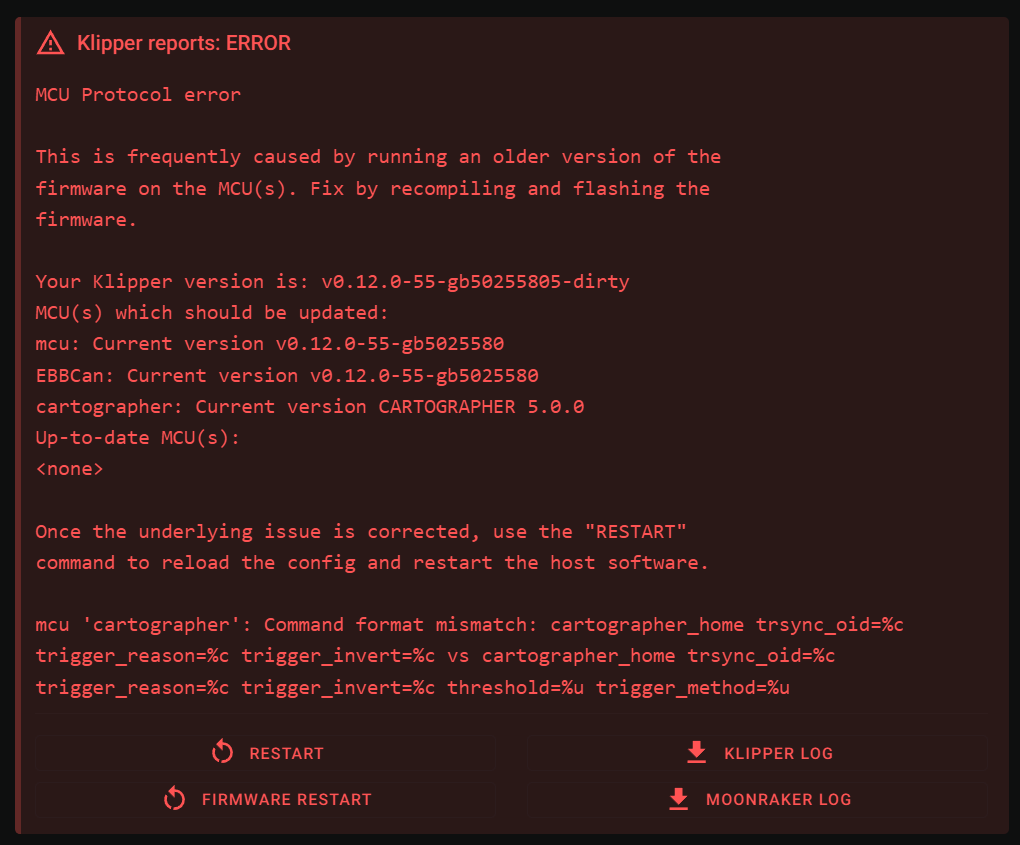 Klipper reports: ERROR
MCU Protocol error
This is frequently caused by running an older version of the
firmware on the MCU(s). Fix by recompiling and flashing the
firmware.
Your Klipper version is: v0.12.0-55-gb50255805-dirty
MCU(s) which should be updated:
mcu: Current version v0.12.0-55-gb5025580
EBBCan: Current version v0.12.0-55-gb5025580
cartographer: Current version CARTOGRAPHER 5.0.0
Up-to-date MCU(s):
<none>
Once the underlying issue is corrected, use the "RESTART"
command to reload the config and restart the host software.
mcu 'cartographer': Command format mismatch: cartographer_home trsync_oid=%c
trigger_reason=%c trigger_invert=%c vs cartographer_home trsync_oid=%c
trigger_reason=%c trigger_invert=%c threshold=%u trigger_method=%u
RESTART
KLIPPER LOG
FIRMWARE RESTART
MOONRAKER LOG